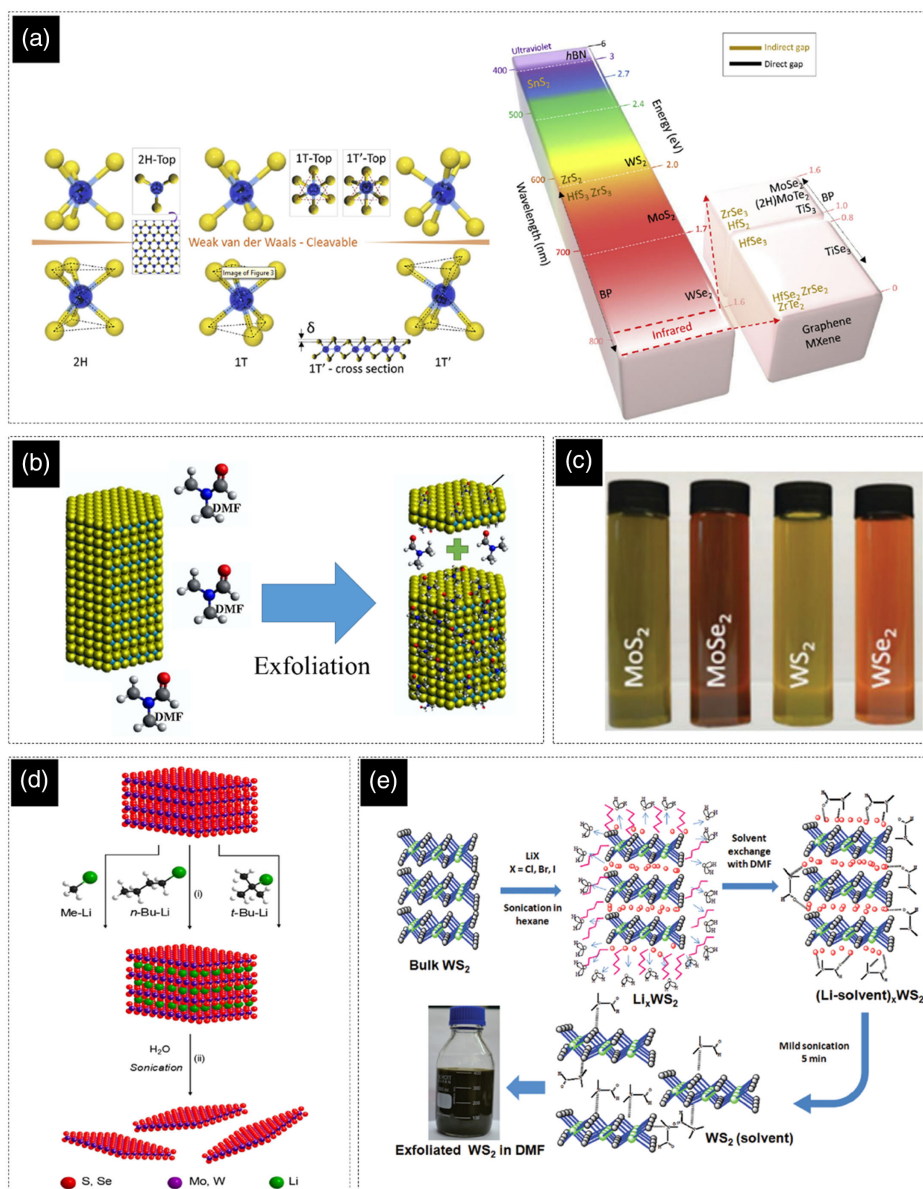 (a)
2H-Top
1T-Top
1T'-Top
Weak van der Waals - Cleavable
Image of Figure 3
δ
2H
1T
1T' - cross section
1T'
Indirect gap
Direct gap
Ultraviolet
hBN
6
400
3
SnS₂
2.7
500
2.4
Energy (eV)
WS₂
2.0
ZrS₂
600
HfS₃ ZrS₃
Wavelength (nm)
MoS₂
1.7
700
BP
WSe₂
1.6
Infrared
800
1.6
MoSe₂
(2H)MoTe₂
BP
TiS₃
1.0
0.8
ZrSe₃
HfS₂
HfSe₃
TiSe₃
HfSe₂ ZrSe₂
ZrTe₂
0
Graphene
MXene
(b)
DMF
DMF
DMF
Exfoliation
(c)
MoS₂
MoSe₂
WS₂
WSe₂
(d)
Me-Li
n-Bu-Li
(i)
t-Bu-Li
H₂O
Sonication
(ii)
S, Se
Mo, W
Li
(e)
LiX
X = Cl, Br, I
Sonication in
hexane
Solvent
exchange
with DMF
Bulk WS₂
LiₓWS₂
(Li-solvent)ₓWS₂
Mild sonication
5 min
WS₂ (solvent)
Exfoliated WS₂ in DMF